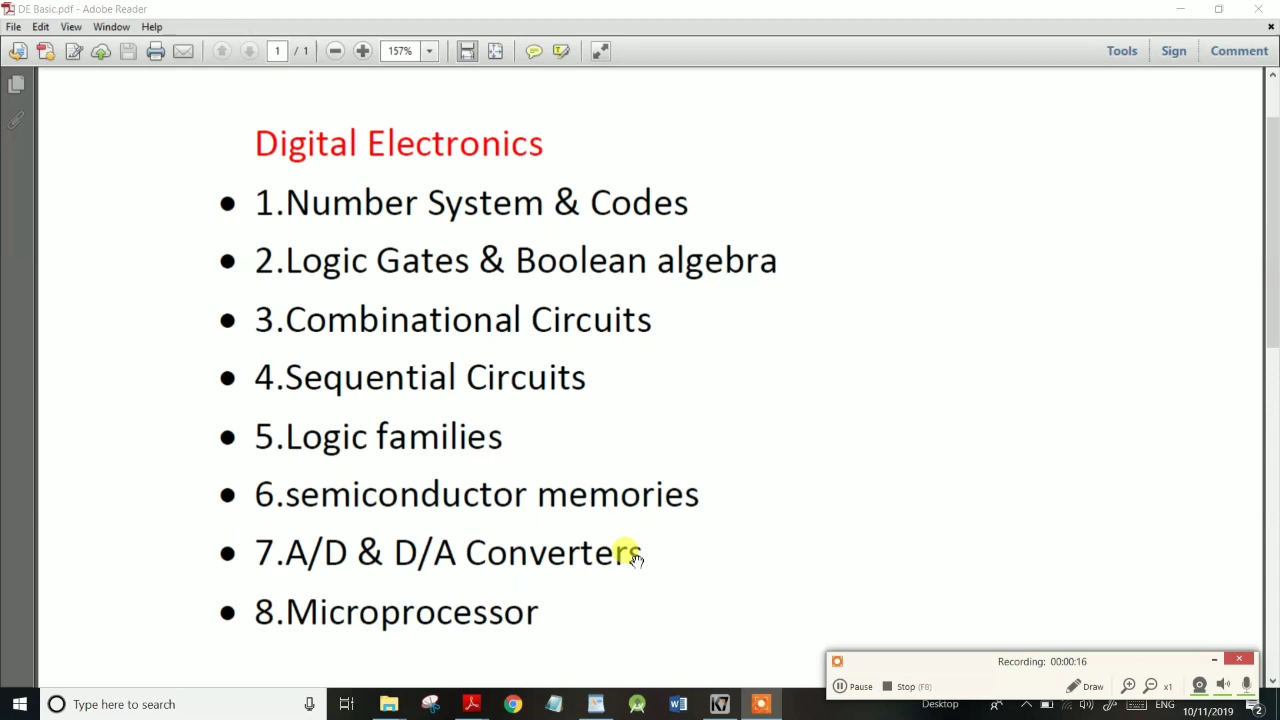 DE Basic.pdf - Adobe Reader
File Edit View Window Help
1 / 1 157% Tools Sign Comment
Digital Electronics
• 1.Number System & Codes
• 2.Logic Gates & Boolean algebra
• 3.Combinational Circuits
• 4.Sequential Circuits
• 5.Logic families
• 6.semiconductor memories
• 7.A/D & D/A Converters
• 8.Microprocessor
Recording: 00:00:16
Pause Stop (F8) Draw x1
Type here to search Desktop ENG
10/11/2019 2